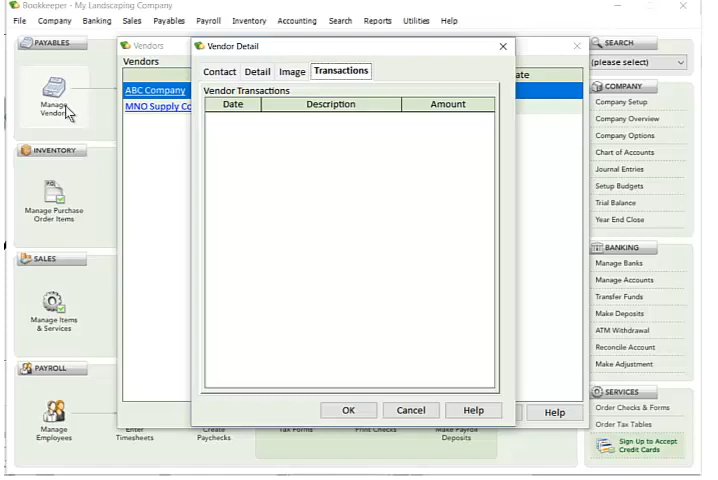 Bookkeeper - My Landscaping Company
File Company Banking Sales Payables Payroll Inventory Accounting Search Reports Utilities Help
PAYABLES
Manage
Vendors
INVENTORY
Manage Purchase
Order Items
SALES
Manage Items
& Services
PAYROLL
Manage
Employees
Enter
Timesheets
Create
Paychecks
Tax Forms
Print Checks
Make Payroll
Deposits
Vendors
Vendors
ABC Company
MNO Supply Co
Help
Vendor Detail
Contact Detail Image Transactions
Vendor Transactions
Date Description Amount
OK Cancel Help
SEARCH
(please select)
COMPANY
Company Setup
Company Overview
Company Options
Chart of Accounts
Journal Entries
Setup Budgets
Trial Balance
Year End Close
BANKING
Manage Banks
Manage Accounts
Transfer Funds
Make Deposits
ATM Withdrawal
Reconcile Account
Make Adjustment
SERVICES
Order Checks & Forms
Order Tax Tables
Sign Up to Accept
Credit Cards